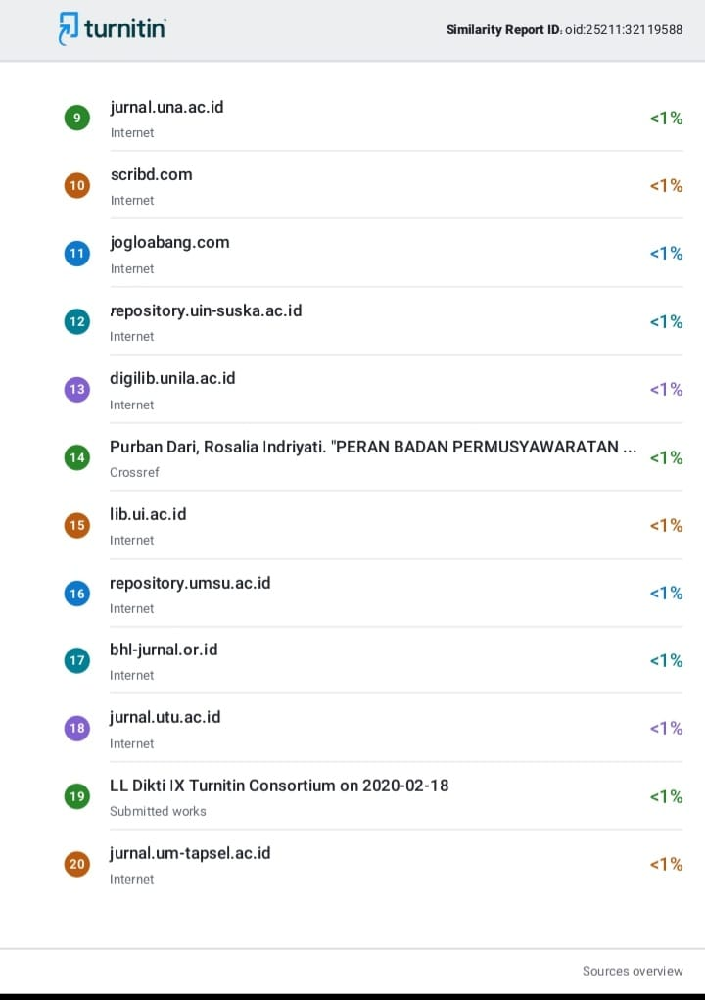 turnitin
Similarity Report ID: oid:25211:32119588
9 jurnal.una.ac.id <1%
Internet
10 scribd.com <1%
Internet
11 jogloabang.com <1%
Internet
12 repository.uin-suska.ac.id <1%
Internet
13 digilib.unila.ac.id <1%
Internet
14 Purban Dari, Rosalia Indriyati. "PERAN BADAN PERMUSYAWARATAN ... <1%
Crossref
15 lib.ui.ac.id <1%
Internet
16 repository.umsu.ac.id <1%
Internet
17 bhl-jurnal.or.id <1%
Internet
18 jurnal.utu.ac.id <1%
Internet
19 LL Dikti IX Turnitin Consortium on 2020-02-18 <1%
Submitted works
20 jurnal.um-tapsel.ac.id <1%
Internet
Sources overview